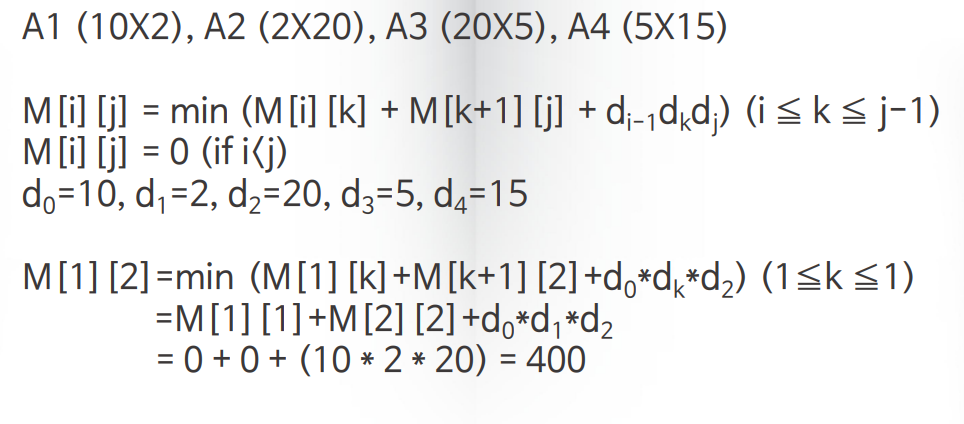 A1 (10X2), A2 (2X20), A3 (20X5), A4 (5X15)
M[i] [j] = min (M[i] [k] + M[k+1] [j] + dᵢ₋₁dₖdⱼ) (i ≦ k ≦ j-1)
M[i] [j] = 0 (if i⟨j)
d₀=10, d₁=2, d₂=20, d₃=5, d₄=15
M[1] [2]=min (M[1] [k]+M[k+1] [2]+d₀*dₖ*d₂) (1≦k ≦1)
=M[1] [1]+M[2] [2]+d₀*d₁*d₂
= 0 + 0 + (10 * 2 * 20) = 400